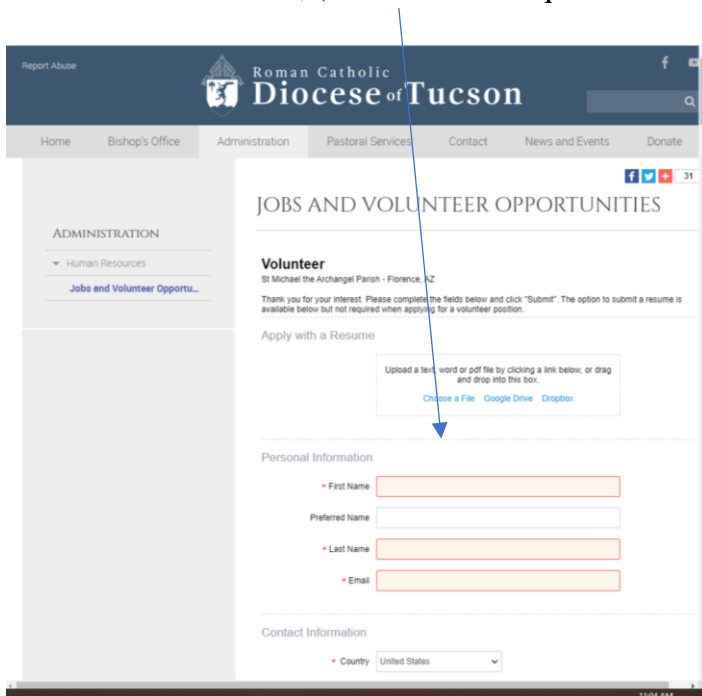 Report Abuse
Roman Catholic
Diocese of Tucson
Home Bishop's Office Administration Pastoral Services Contact News and Events Donate
31
JOBS AND VOLUNTEER OPPORTUNITIES
ADMINISTRATION
Human Resources
Jobs and Volunteer Opportu...
Volunteer
St Michael the Archangel Parish - Florence, AZ
Thank you for your interest. Please complete the fields below and click "Submit". The option to submit a resume is
available below but not required when applying for a volunteer position.
Apply with a Resume
Upload a text, word or pdf file by clicking a link below, or drag
and drop into this box.
Choose a File Google Drive Dropbox
Personal Information
* First Name
Preferred Name
* Last Name
* Email
Contact Information
* Country United States